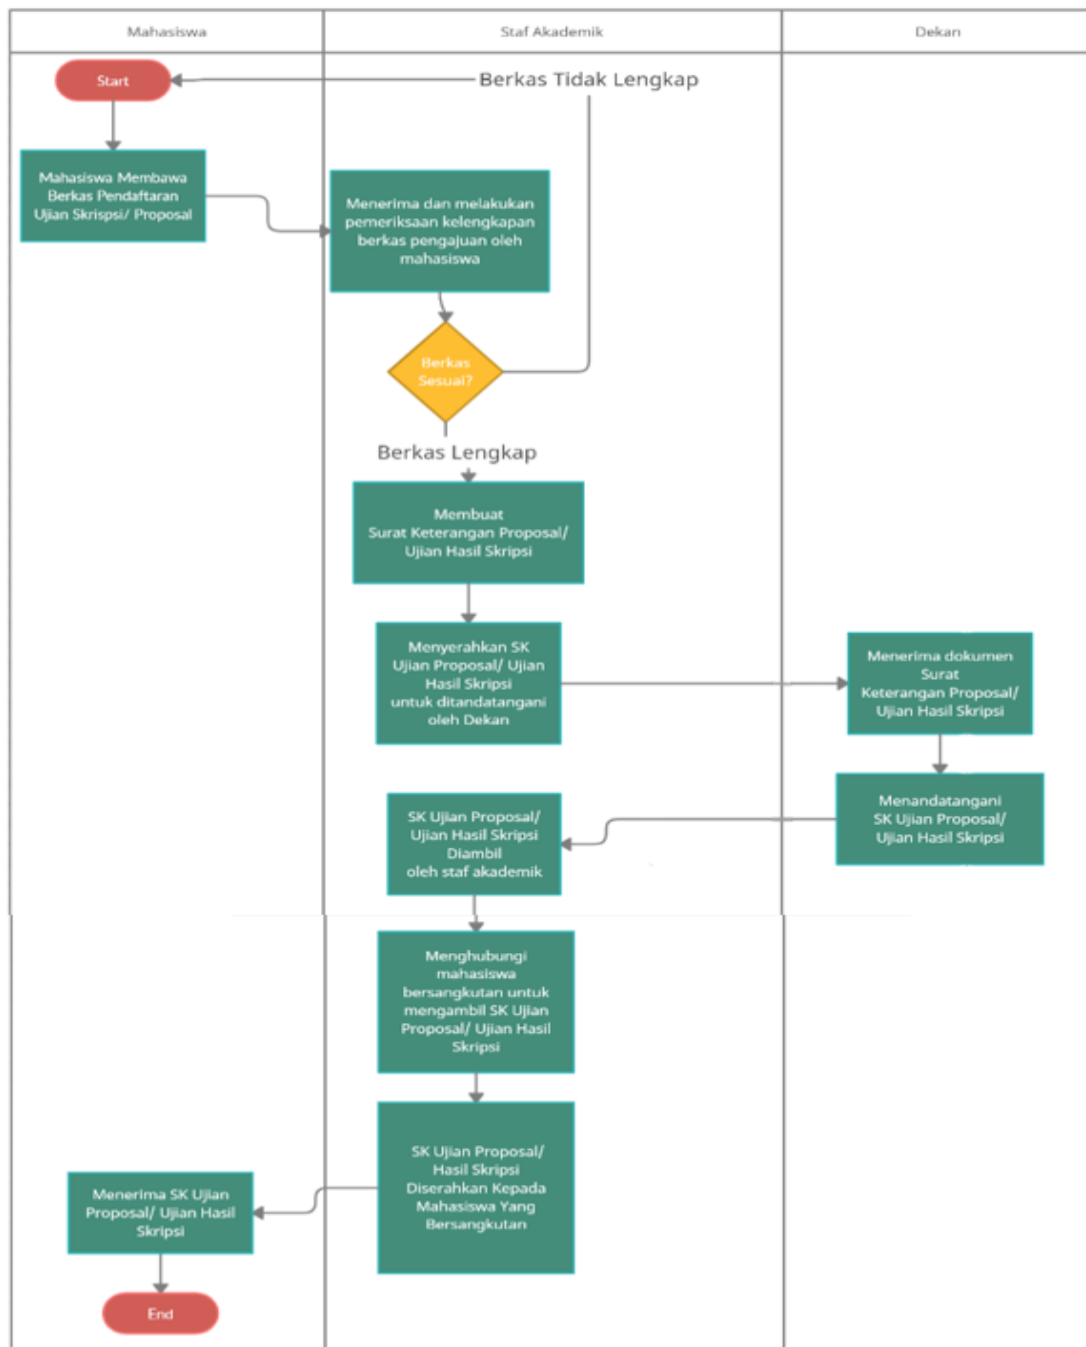 Mahasiswa
Staf Akademik
Dekan
Start
Berkas Tidak Lengkap
Mahasiswa Membawa
Berkas Pendaftaran
Ujian Skrispsi/ Proposal
Menerima dan melakukan
pemeriksaan kelengkapan
berkas pengajuan oleh
mahasiswa
Berkas
Sesuai?
Berkas Lengkap
Membuat
Surat Keterangan Proposal/
Ujian Hasil Skripsi
Menyerahkan SK
Ujian Proposal/ Ujian
Hasil Skripsi
untuk ditandatangani
oleh Dekan
Menerima dokumen
Surat
Keterangan Proposal/
Ujian Hasil Skripsi
Menandatangani
SK Ujian Proposal/
Ujian Hasil Skripsi
SK Ujian Proposal/
Ujian Hasil Skripsi
Diambil
oleh staf akademik
Menghubungi
mahasiswa
bersangkutan untuk
mengambil SK Ujian
Proposal/ Ujian Hasil
Skripsi
SK Ujian Proposal/
Hasil Skripsi
Diserahkan Kepada
Mahasiswa Yang
Bersangkutan
Menerima SK Ujian
Proposal/ Ujian Hasil
Skripsi
End